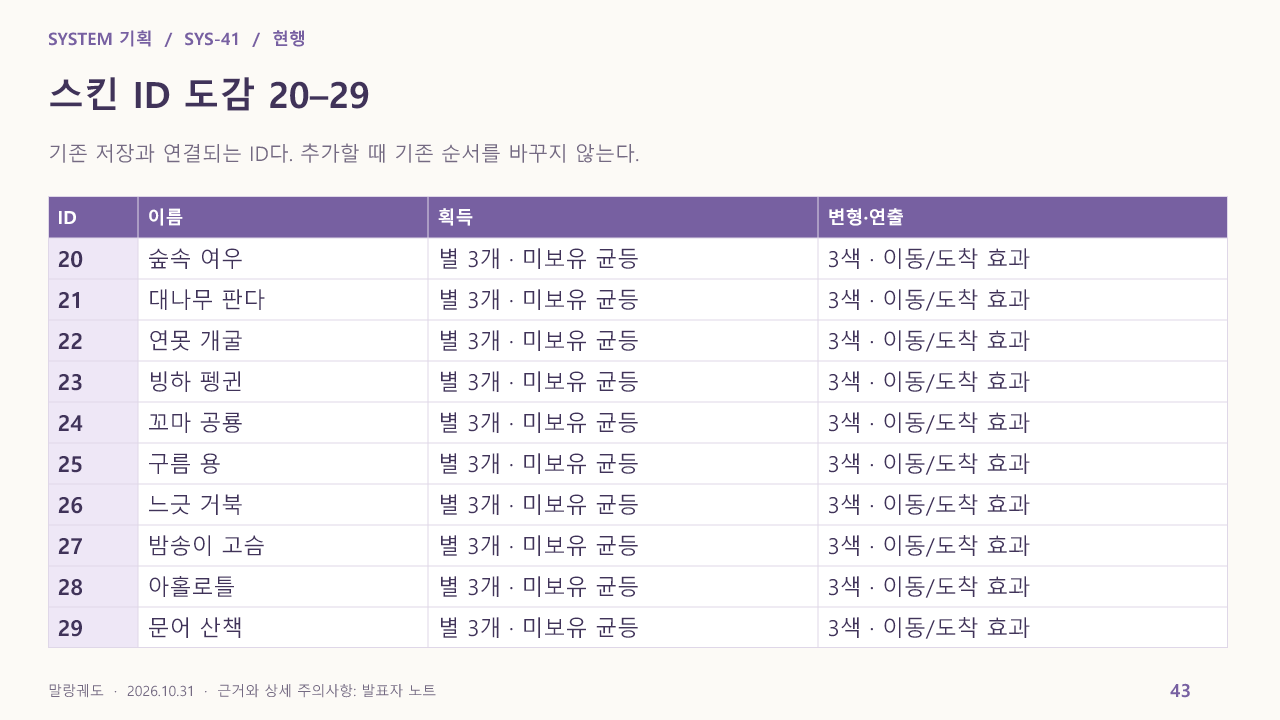 SYSTEM 기획 / SYS-41 / 현행
스킨 ID 도감 20–29
기존 저장과 연결되는 ID다. 추가할 때 기존 순서를 바꾸지 않는다.
ID 이름 획득 변형·연출
20 숲속 여우 별 3개 · 미보유 균등 3색 · 이동/도착 효과
21 대나무 판다 별 3개 · 미보유 균등 3색 · 이동/도착 효과
22 연못 개굴 별 3개 · 미보유 균등 3색 · 이동/도착 효과
23 빙하 펭귄 별 3개 · 미보유 균등 3색 · 이동/도착 효과
24 꼬마 공룡 별 3개 · 미보유 균등 3색 · 이동/도착 효과
25 구름 용 별 3개 · 미보유 균등 3색 · 이동/도착 효과
26 느긋 거북 별 3개 · 미보유 균등 3색 · 이동/도착 효과
27 밤송이 고슴 별 3개 · 미보유 균등 3색 · 이동/도착 효과
28 아홀로틀 별 3개 · 미보유 균등 3색 · 이동/도착 효과
29 문어 산책 별 3개 · 미보유 균등 3색 · 이동/도착 효과
말랑궤도 · 2026.10.31 · 근거와 상세 주의사항: 발표자 노트 43